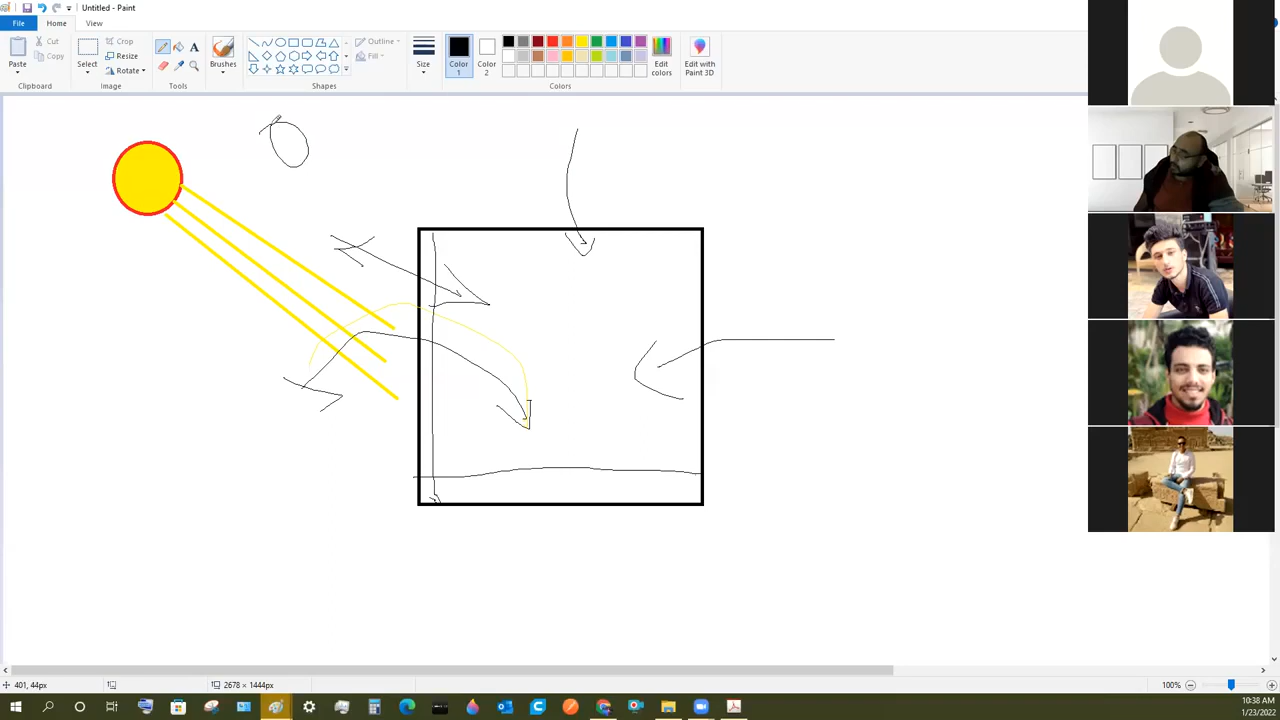 Untitled - Paint
File
Home
View
Paste
Cut
Copy
Clipboard
Select
Crop
Resize
Rotate
Image
Tools
Brushes
Shapes
Outline
Fill
Size
Color
1
Color
2
Edit
colors
Colors
Edit with
Paint 3D
401, 44px
2678 × 1444px
100%
10:38 AM
1/23/2022